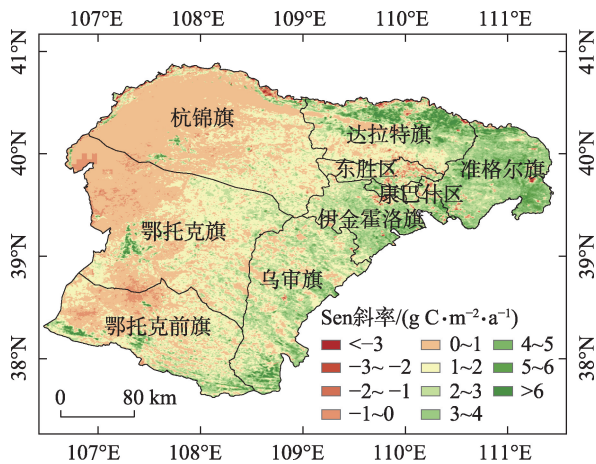 107°E 108°E 109°E 110°E 111°E
41°N 41°N
杭锦旗
达拉特旗
40°N 40°N
东胜区 准格尔旗
康巴什区
伊金霍洛旗
鄂托克旗
39°N 39°N
乌审旗
鄂托克前旗
38°N 38°N
Sen斜率/(g C·m⁻²·a⁻¹)
<−3 0~1 4~5
−3~ −2 1~2 5~6
−2~ −1 2~3 >6
−1~0 3~4
0 80 km
107°E 108°E 109°E 110°E 111°E